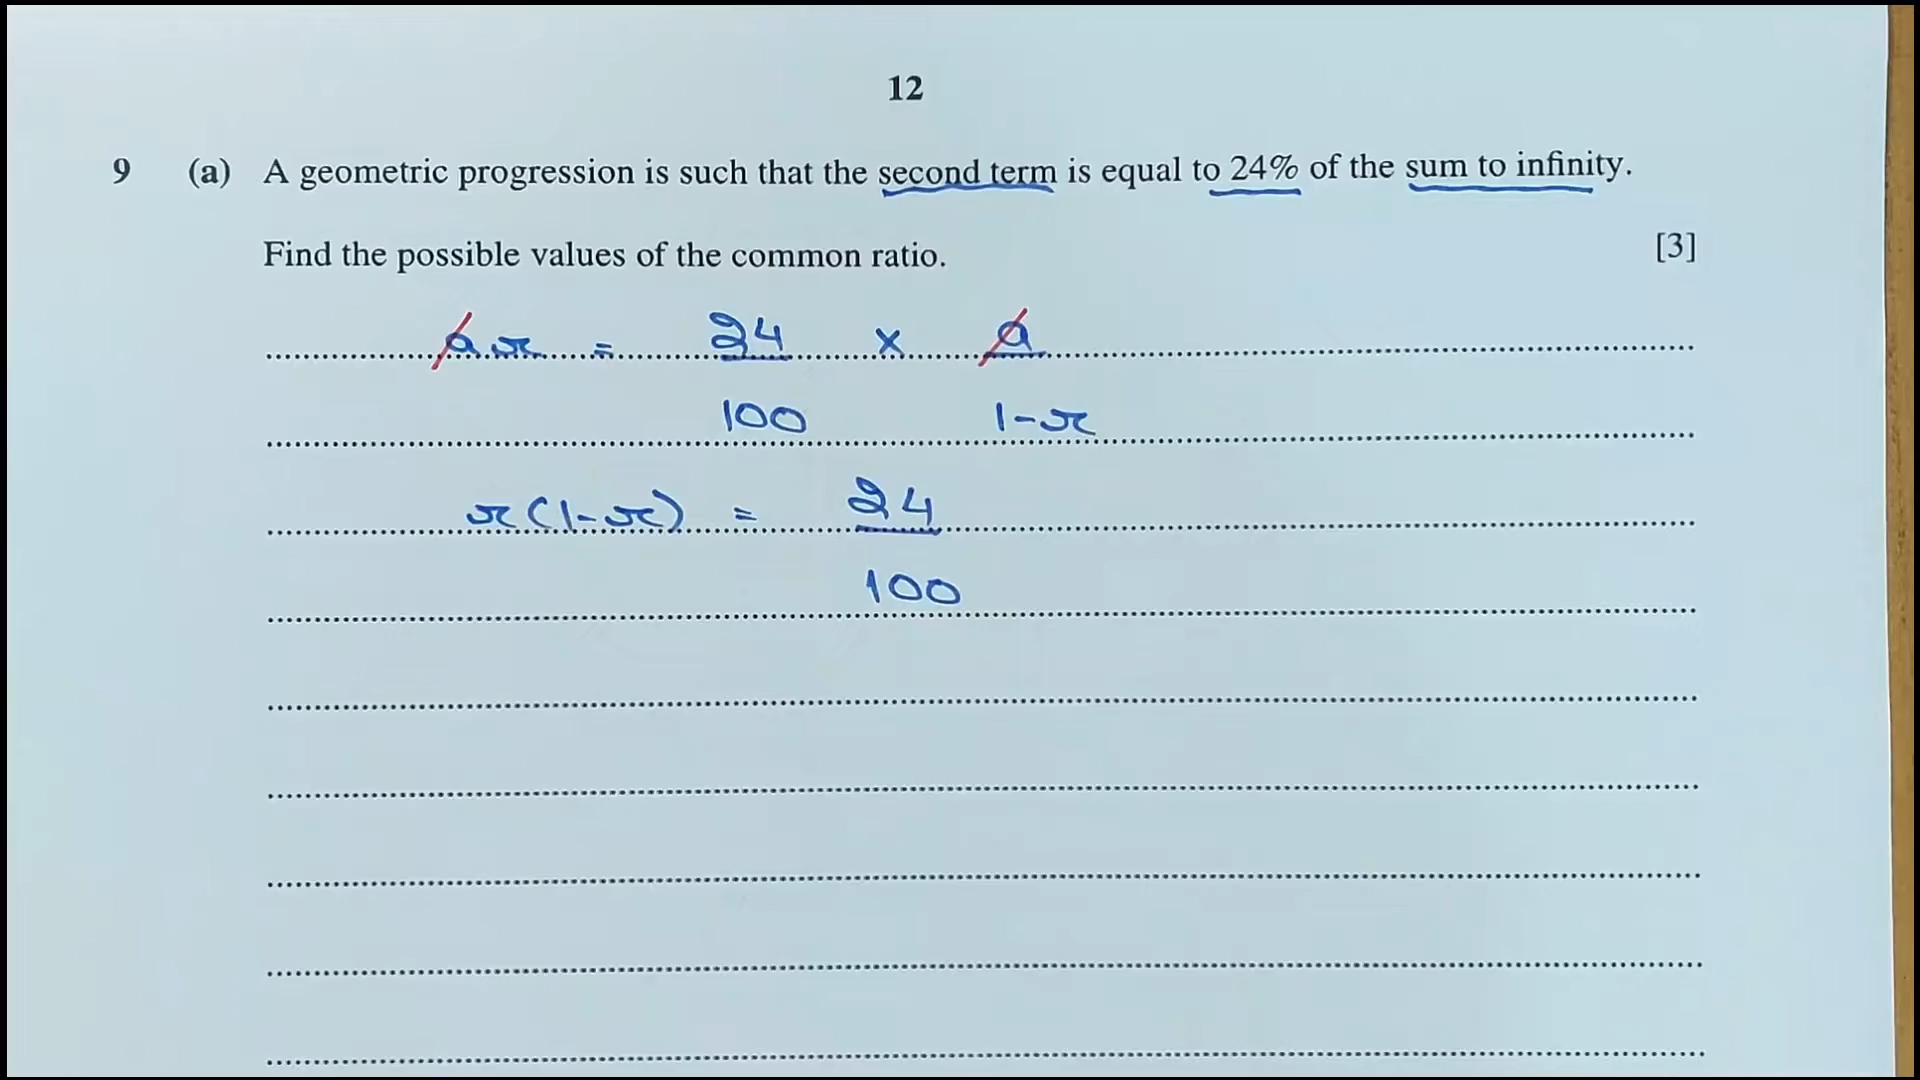 12
9 (a) A geometric progression is such that the second term is equal to 24% of the sum to infinity.
Find the possible values of the common ratio. [3]
ar = 24 × a
100 1-r
r(1-r) = 24
100